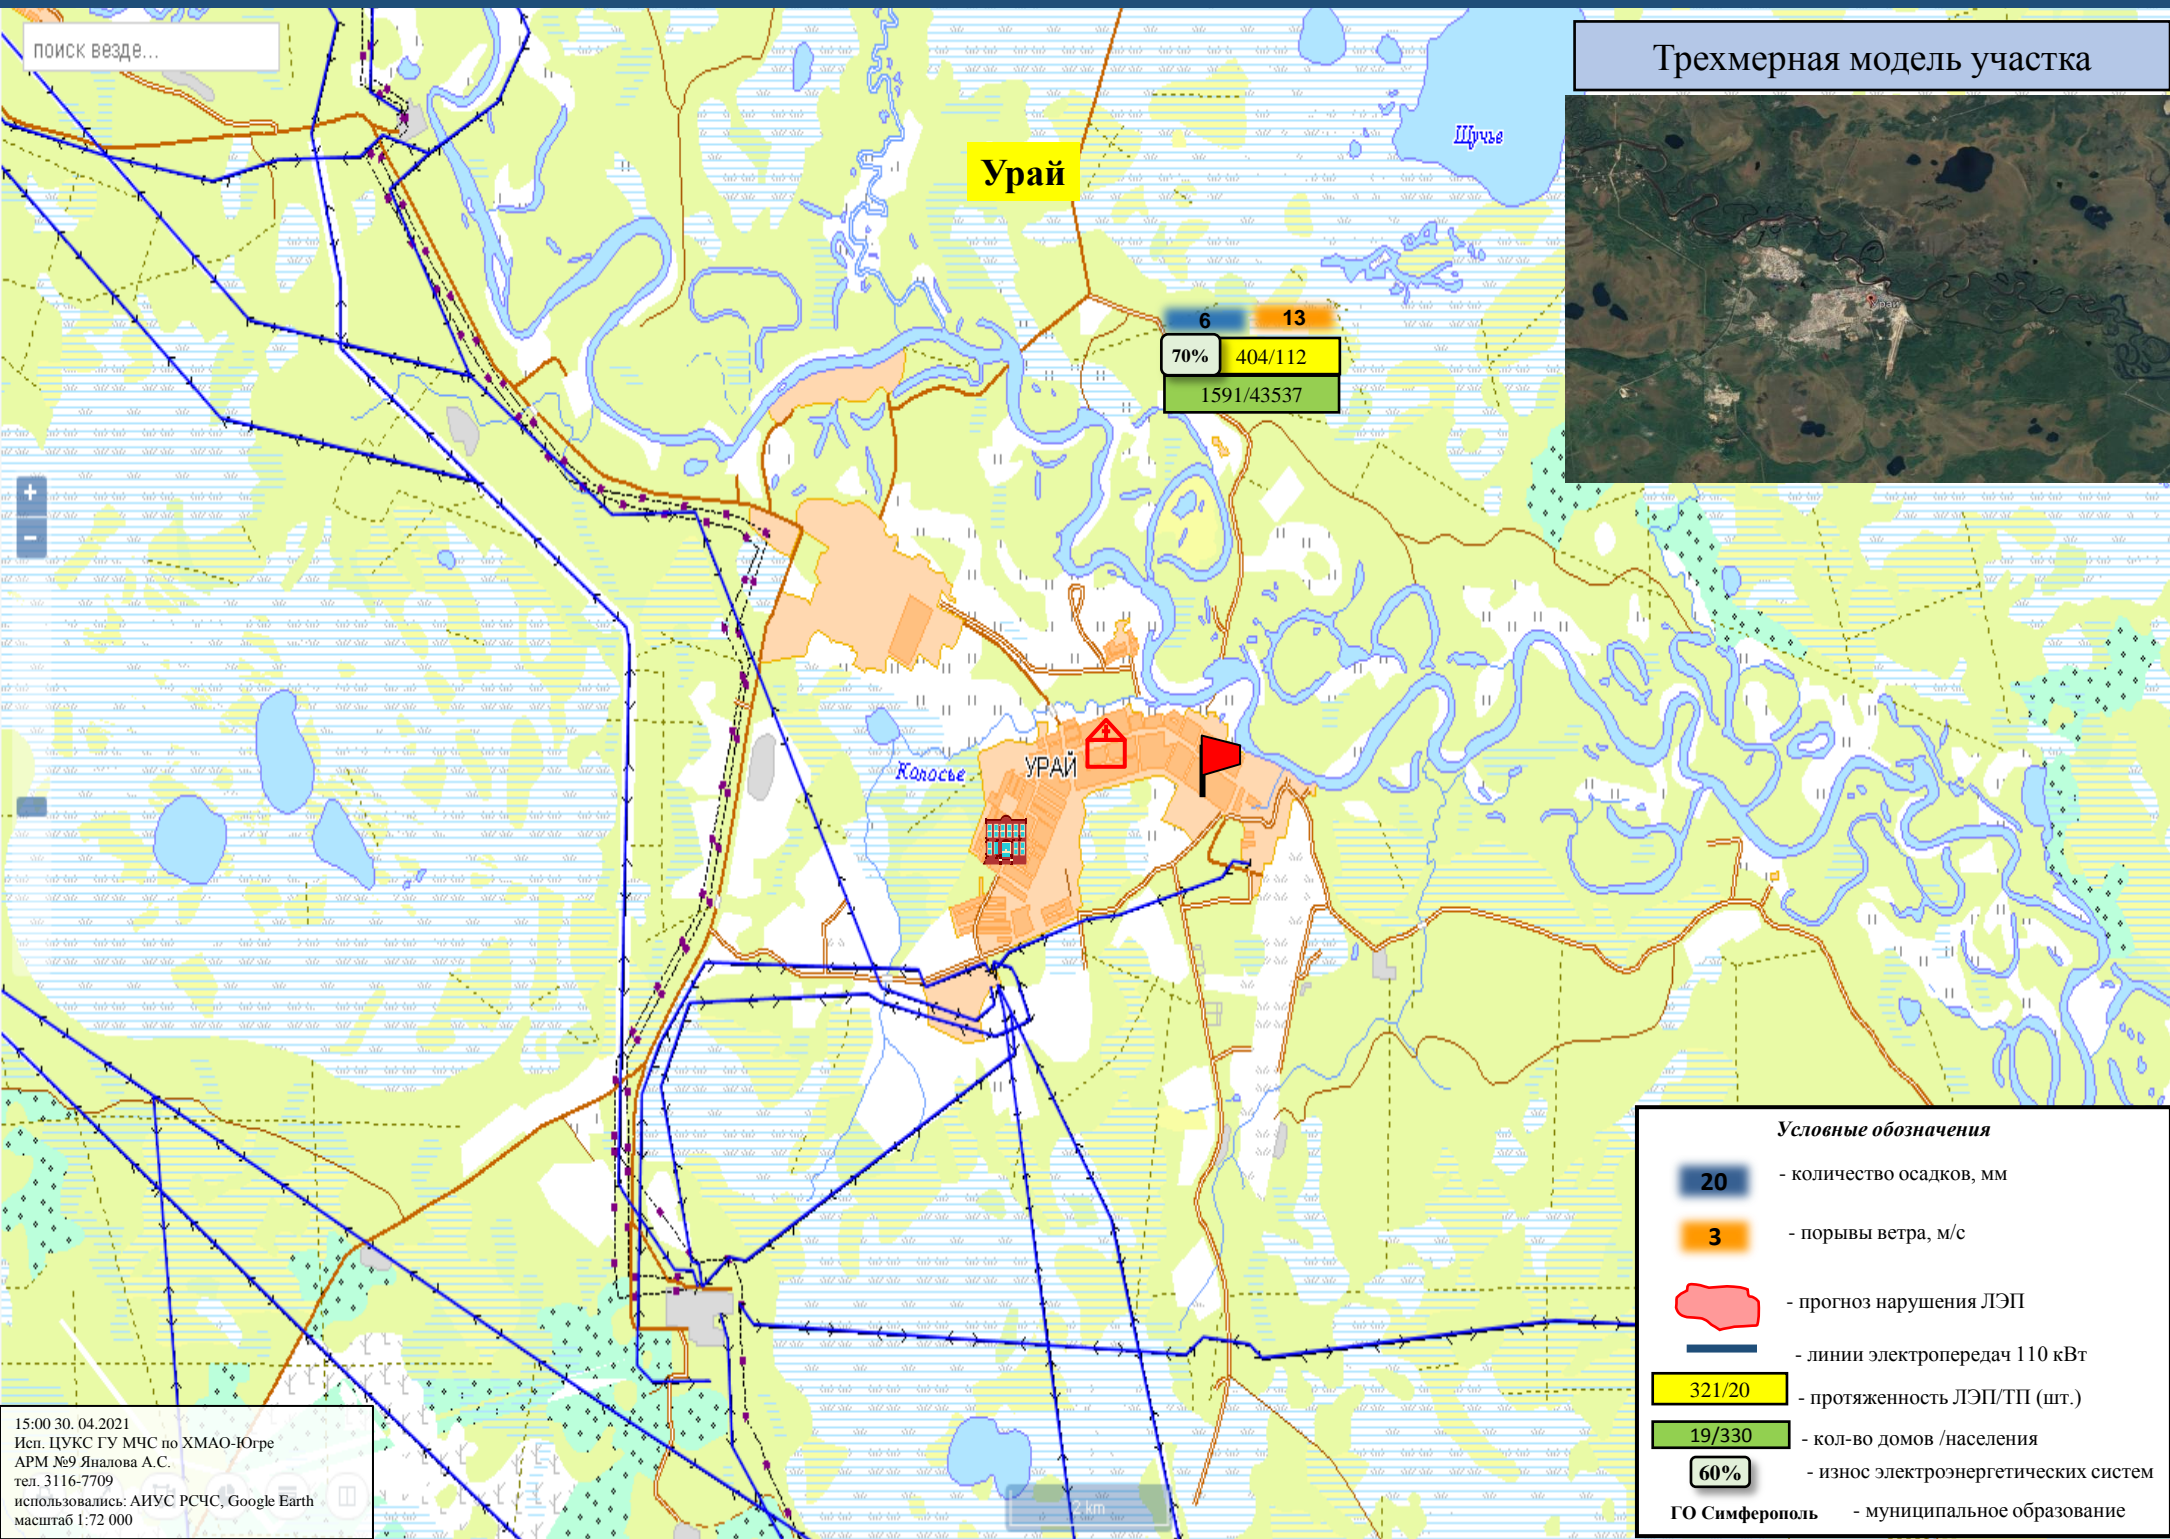 поиск везде...
Трехмерная модель участка
Щучье
Урай
Урай
6
13
70%
404/112
1591/43537
+
−
Колосье
УРАЙ
Условные обозначения
20 - количество осадков, мм
3 - порывы ветра, м/с
- прогноз нарушения ЛЭП
- линии электропередач 110 кВт
321/20 - протяженность ЛЭП/ТП (шт.)
19/330 - кол-во домов /населения
60% - износ электроэнергетических систем
ГО Симферополь - муниципальное образование
15:00 30. 04.2021
Исп. ЦУКС ГУ МЧС по ХМАО-Югре
АРМ №9 Яналова А.С.
тел. 3116-7709
использовались: АИУС РСЧС, Google Earth
масштаб 1:72 000
2 km